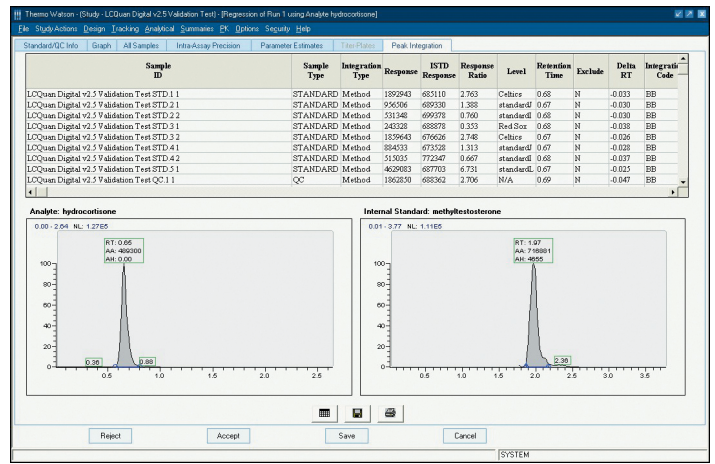 Thermo Watson - (Study - LCQuan Digital v2.5 Validation Test) - [Regression of Run 1 using Analyte hydrocortisone]
File Study Actions Design Tracking Analytical Summaries PK Options Security Help
Standard/QC Info Graph All Samples Intra-Assay Precision Parameter Estimates Titer-Plates Peak Integration
Sample ID Sample Type Integration Type Response ISTD Response Response Ratio Level Retention Time Exclude Delta RT Integrati Code
LCQuan Digital v2.5 Validation Test STD.1 1 STANDARD Method 1892943 685110 2.763 Celtics 0.68 N -0.033 BB
LCQuan Digital v2.5 Validation Test STD.2 1 STANDARD Method 956506 689330 1.388 standardJ 0.67 N -0.030 BB
LCQuan Digital v2.5 Validation Test STD.2 2 STANDARD Method 531348 699378 0.760 standardI 0.68 N -0.030 BB
LCQuan Digital v2.5 Validation Test STD.3 1 STANDARD Method 243328 688878 0.353 Red Sox 0.68 N -0.038 BB
LCQuan Digital v2.5 Validation Test STD.3 2 STANDARD Method 1859643 676626 2.748 Celtics 0.67 N -0.026 BB
LCQuan Digital v2.5 Validation Test STD.4 1 STANDARD Method 884533 673528 1.313 standardJ 0.67 N -0.028 BB
LCQuan Digital v2.5 Validation Test STD.4 2 STANDARD Method 515035 772347 0.667 standardI 0.68 N -0.037 BB
LCQuan Digital v2.5 Validation Test STD.5 1 STANDARD Method 4629083 687703 6.731 standardL 0.67 N -0.025 BB
LCQuan Digital v2.5 Validation Test QC.1 1 QC Method 1862850 688362 2.706 N/A 0.69 N -0.047 BB
Analyte: hydrocortisone
0.00 - 2.64 NL: 1.27E5
RT: 0.65
AA: 489300
AH: 0.00
100
80
60
40
20
0
0.36 0.88
0.5 1.0 1.5 2.0 2.5
Internal Standard: methyltestosterone
0.01 - 3.77 NL: 1.11E5
RT: 1.97
AA: 716881
AH: 4655
100
80
60
40
20
0
2.36
0.5 1.0 1.5 2.0 2.5 3.0 3.5
Reject Accept Save Cancel
SYSTEM